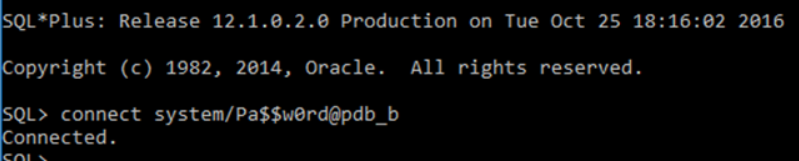 SQL*Plus: Release 12.1.0.2.0 Production on Tue Oct 25 18:16:02 2016
Copyright (c) 1982, 2014, Oracle.  All rights reserved.
SQL> connect system/Pa$$w0rd@pdb_b
Connected.
SQL>